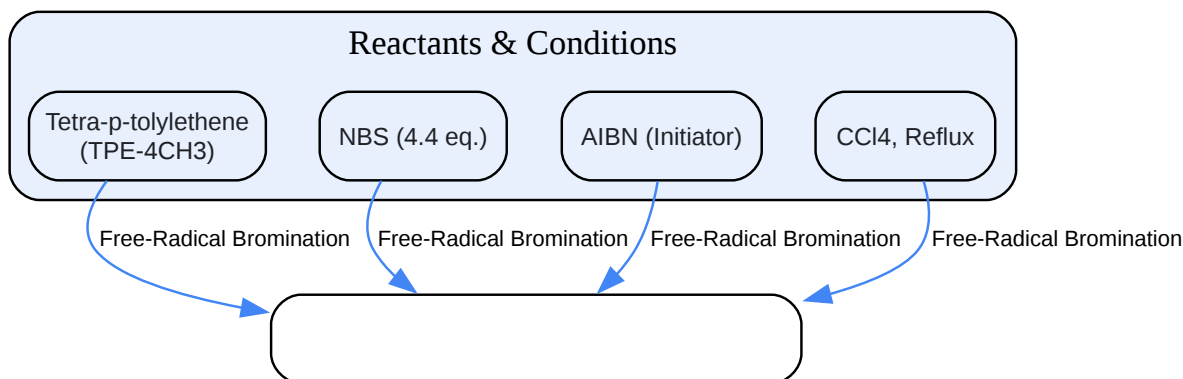 Reactants & Conditions
Tetra-p-tolylethene
(TPE-4CH3)
NBS (4.4 eq.)
AIBN (Initiator)
CCl4, Reflux
Free-Radical Bromination
Free-Radical Bromination
Free-Radical Bromination
Free-Radical Bromination